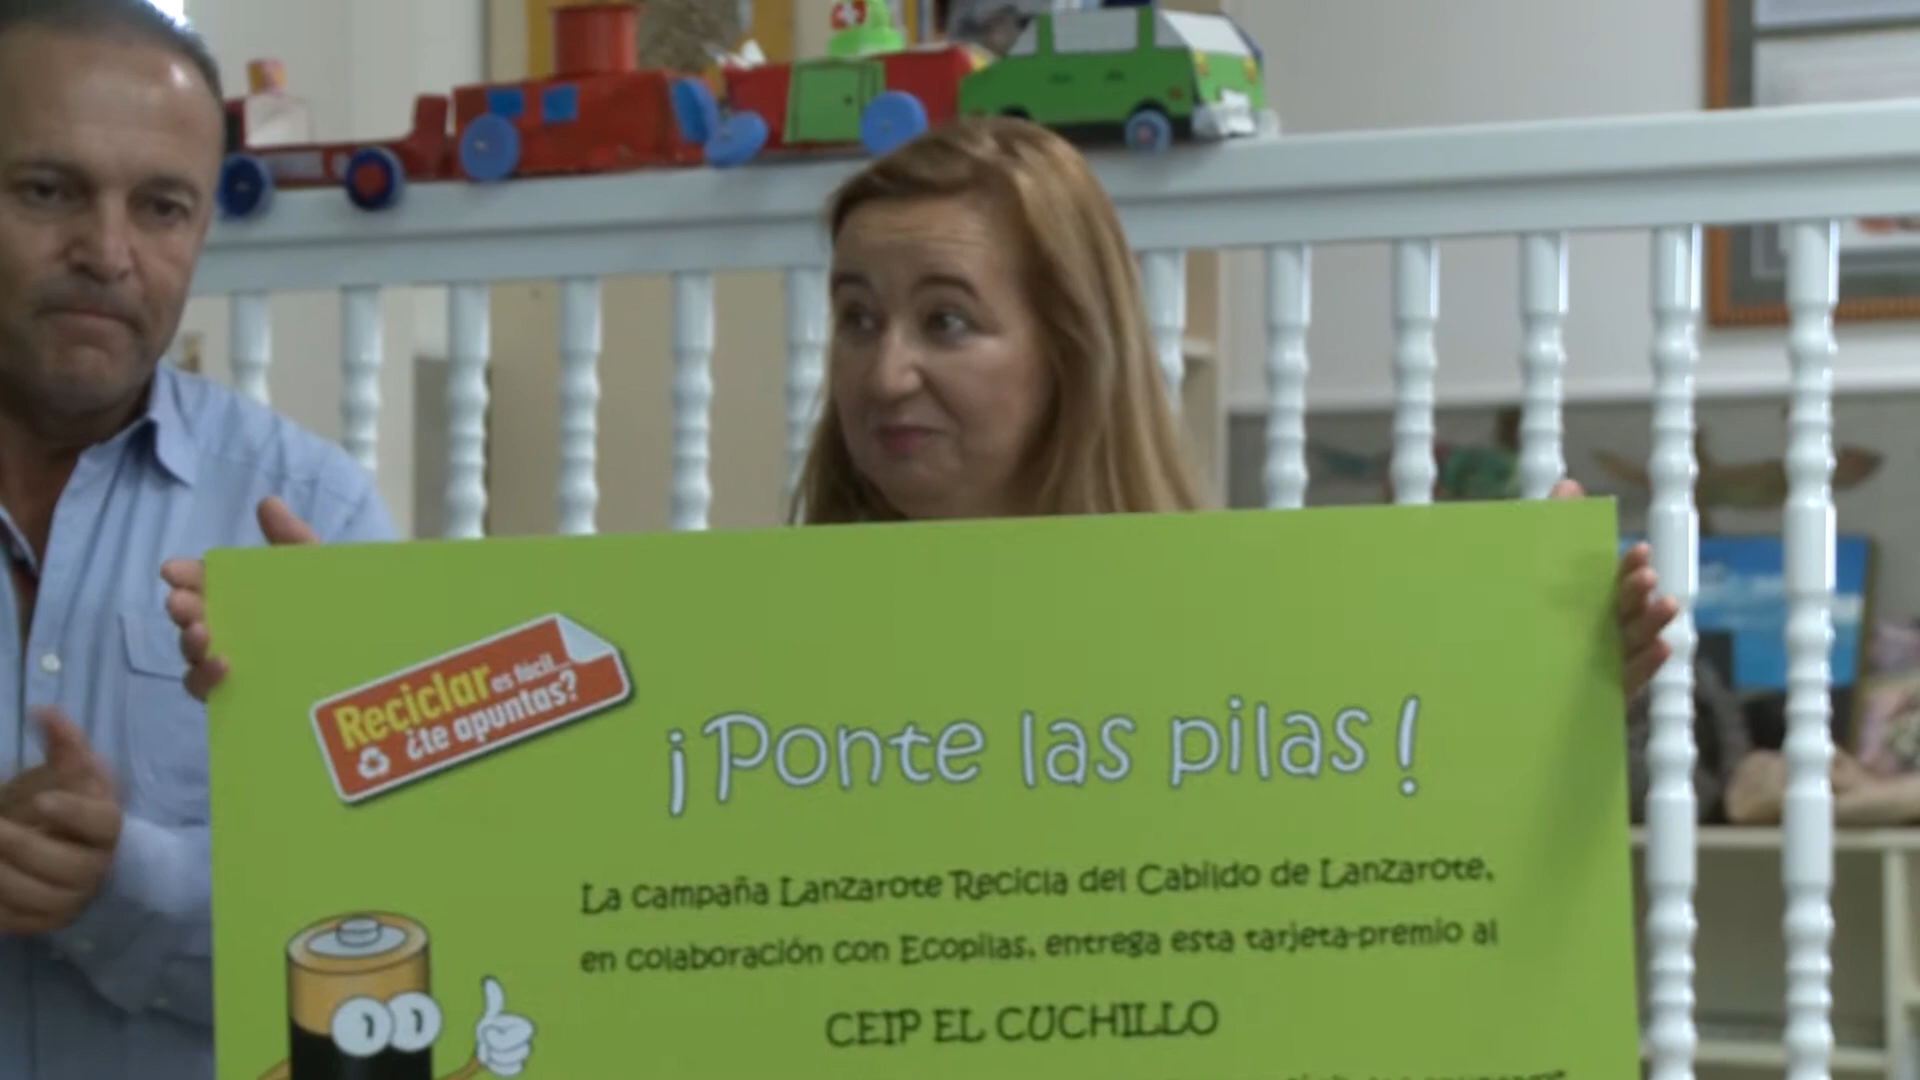 Reciclar es fácil...
¿te apuntas?
¡Ponte las pilas!
La campaña Lanzarote Recicla del Cabildo de Lanzarote,
en colaboración con Ecopilas, entrega esta tarjeta-premio al
CEIP EL CUCHILLO